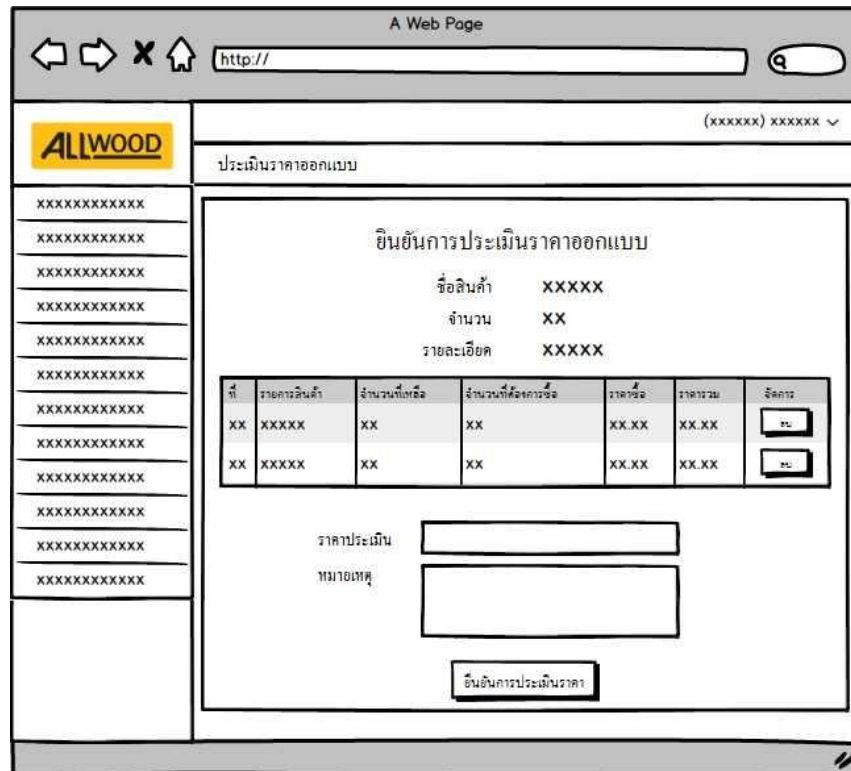 A Web Page
http://
ALLWOOD
(xxxxxx) xxxxxx
ประเมินราคาออกแบบ
xxxxxxxxxxxx
xxxxxxxxxxxx
xxxxxxxxxxxx
xxxxxxxxxxxx
xxxxxxxxxxxx
xxxxxxxxxxxx
xxxxxxxxxxxx
xxxxxxxxxxxx
xxxxxxxxxxxx
xxxxxxxxxxxx
xxxxxxxxxxxx
xxxxxxxxxxxx
ยืนยันการประเมินราคาออกแบบ
ชื่อสินค้า xxxxx
จำนวน xx
รายละเอียด xxxxx
ที่ รายการสินค้า จำนวนที่เหลือ จำนวนที่ต้องการซื้อ ราคาซื้อ ราคารวม จัดการ
xx xxxxx xx xx xx.xx xx.xx ลบ
xx xxxxx xx xx xx.xx xx.xx ลบ
ราคาประเมิน
หมายเหตุ
ยืนยันการประเมินราคา